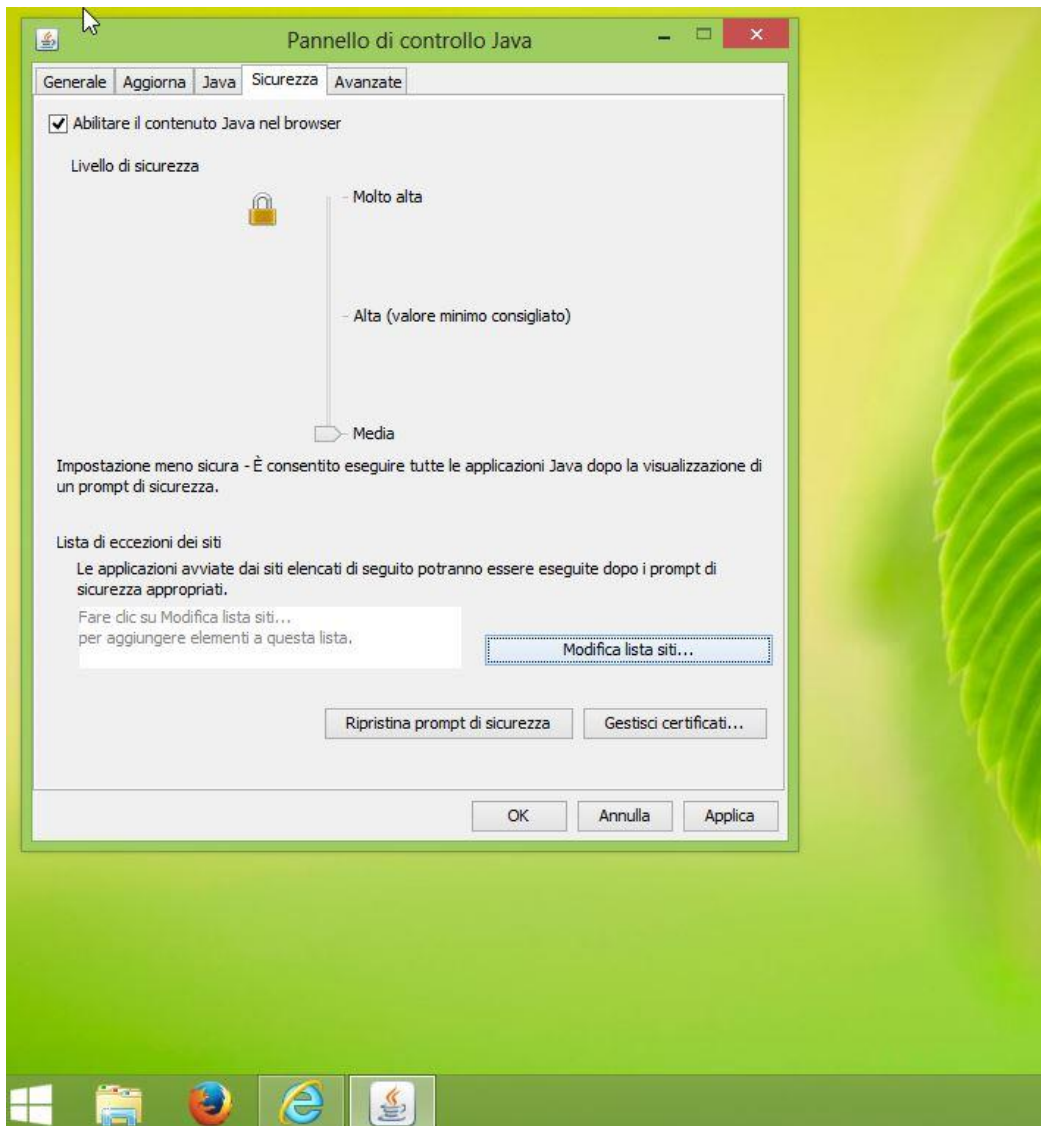 Pannello di controllo Java
Generale Aggiorna Java Sicurezza Avanzate
Abilitare il contenuto Java nel browser
Livello di sicurezza
Molto alta
Alta (valore minimo consigliato)
Media
Impostazione meno sicura - È consentito eseguire tutte le applicazioni Java dopo la visualizzazione di
un prompt di sicurezza.
Lista di eccezioni dei siti
Le applicazioni avviate dai siti elencati di seguito potranno essere eseguite dopo i prompt di
sicurezza appropriati.
Fare clic su Modifica lista siti...
per aggiungere elementi a questa lista.
Modifica lista siti...
Ripristina prompt di sicurezza Gestisci certificati...
OK Annulla Applica